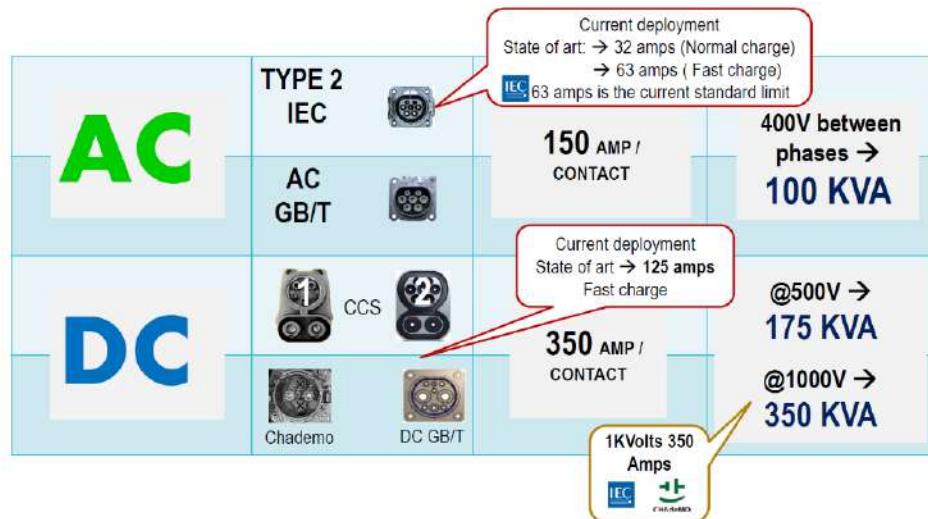 Current deployment
State of art: → 32 amps (Normal charge)
→ 63 amps ( Fast charge)
IEC 63 amps is the current standard limit
AC
TYPE 2
IEC
AC
GB/T
150 AMP /
CONTACT
400V between
phases →
100 KVA
Current deployment
State of art → 125 amps
Fast charge
DC
1
CCS
2
Chademo
DC GB/T
350 AMP /
CONTACT
@500V →
175 KVA
@1000V →
350 KVA
1KVolts 350
Amps
IEC
CHAdeMO